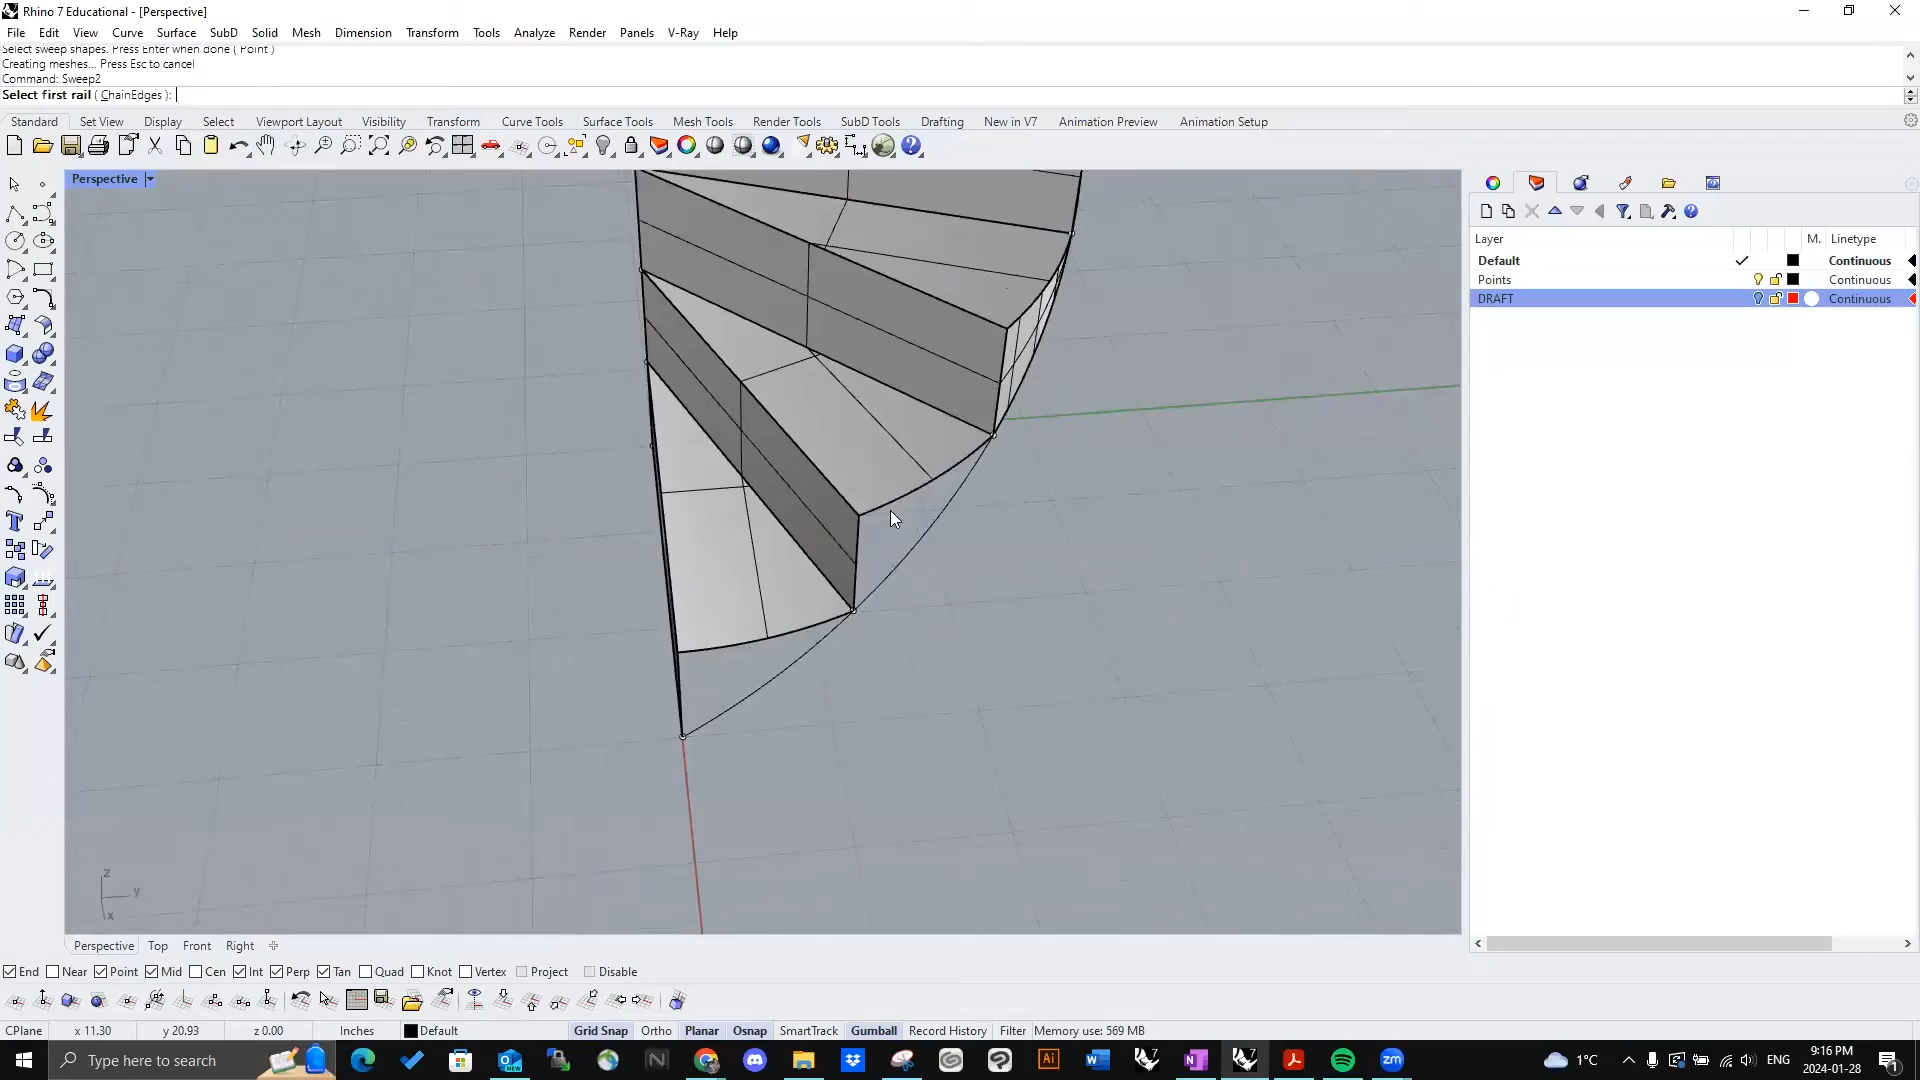 Rhino 7 Educational - [Perspective]
File Edit View Curve Surface SubD Solid Mesh Dimension Transform Tools Analyze Render Panels V-Ray Help
Select sweep shapes. Press Enter when done ( Point )
Creating meshes... Press Esc to cancel
Command: Sweep2
Select first rail ( ChainEdges ):
Standard Set View Display Select Viewport Layout Visibility Transform Curve Tools Surface Tools Mesh Tools Render Tools SubD Tools Drafting New in V7 Animation Preview Animation Setup
Perspective
Layer M. Linetype
Default Continuous
Points Continuous
DRAFT Continuous
z
y
x
Perspective Top Front Right
End Near Point Mid Cen Int Perp Tan Quad Knot Vertex Project Disable
CPlane x 11.30 y 20.93 z 0.00 Inches Default Grid Snap Ortho Planar Osnap SmartTrack Gumball Record History Filter Memory use: 569 MB
Type here to search
1°C
ENG
9:16 PM
2024-01-28